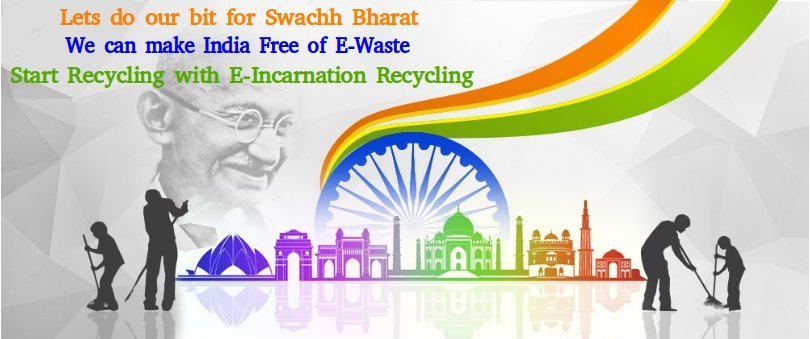 Lets do our bit for Swachh Bharat
We can make India Free of E-Waste
Start Recycling with E-Incarnation Recycling